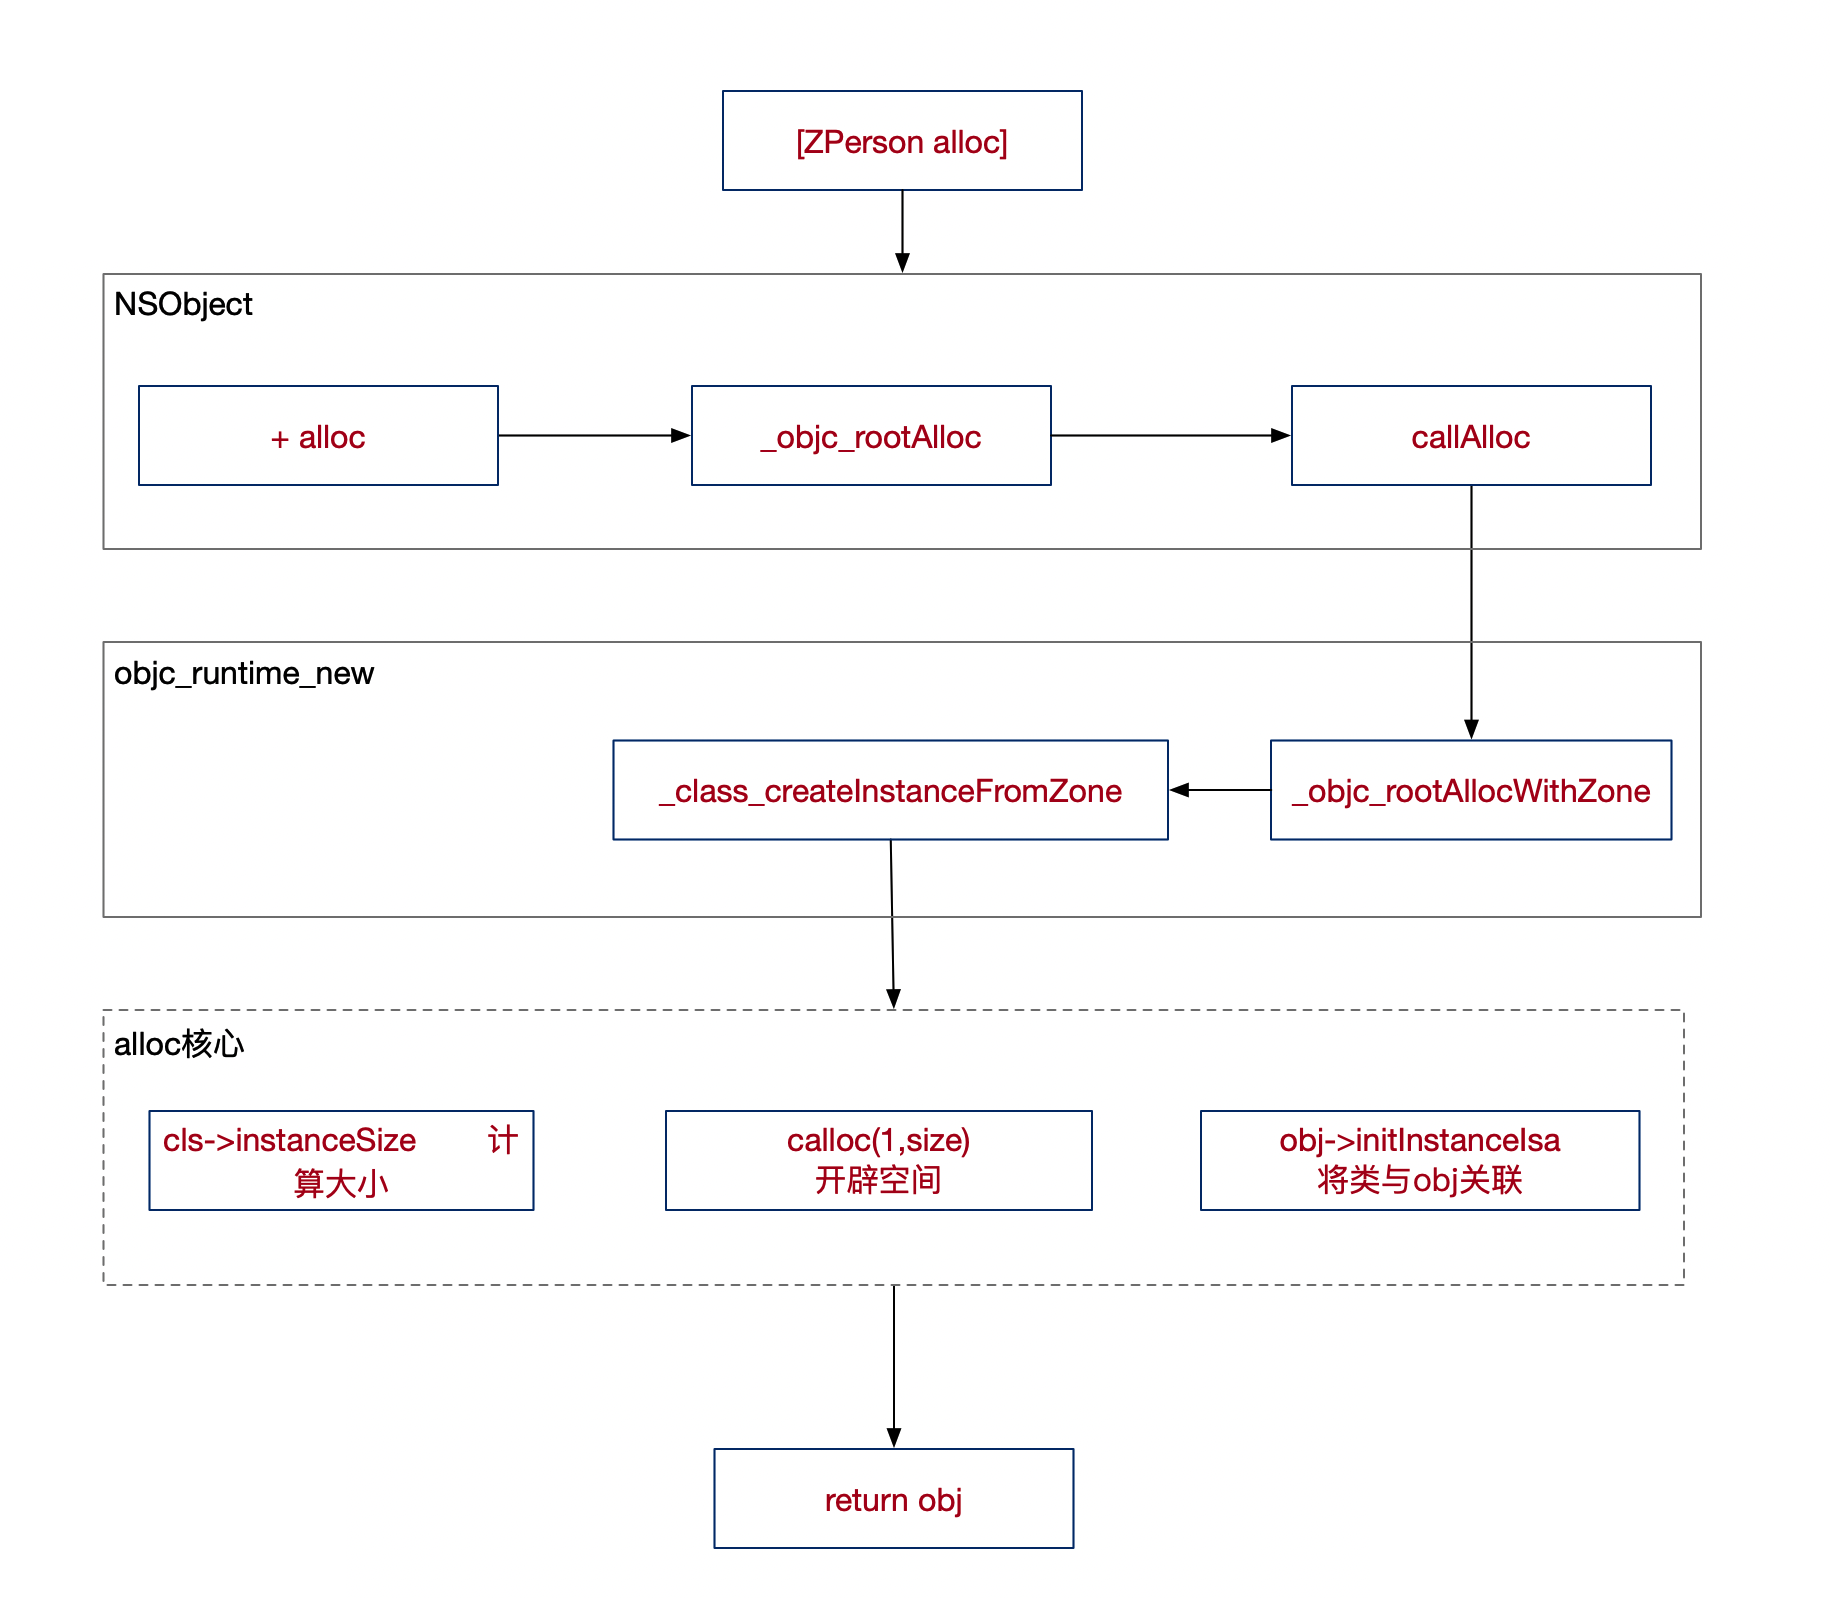 [ZPerson alloc]
NSObject
+ alloc
_objc_rootAlloc
callAlloc
objc_runtime_new
_class_createInstanceFromZone
_objc_rootAllocWithZone
alloc核心
cls->instanceSize 计
算大小
calloc(1,size)
开辟空间
obj->initInstanceIsa
将类与obj关联
return obj